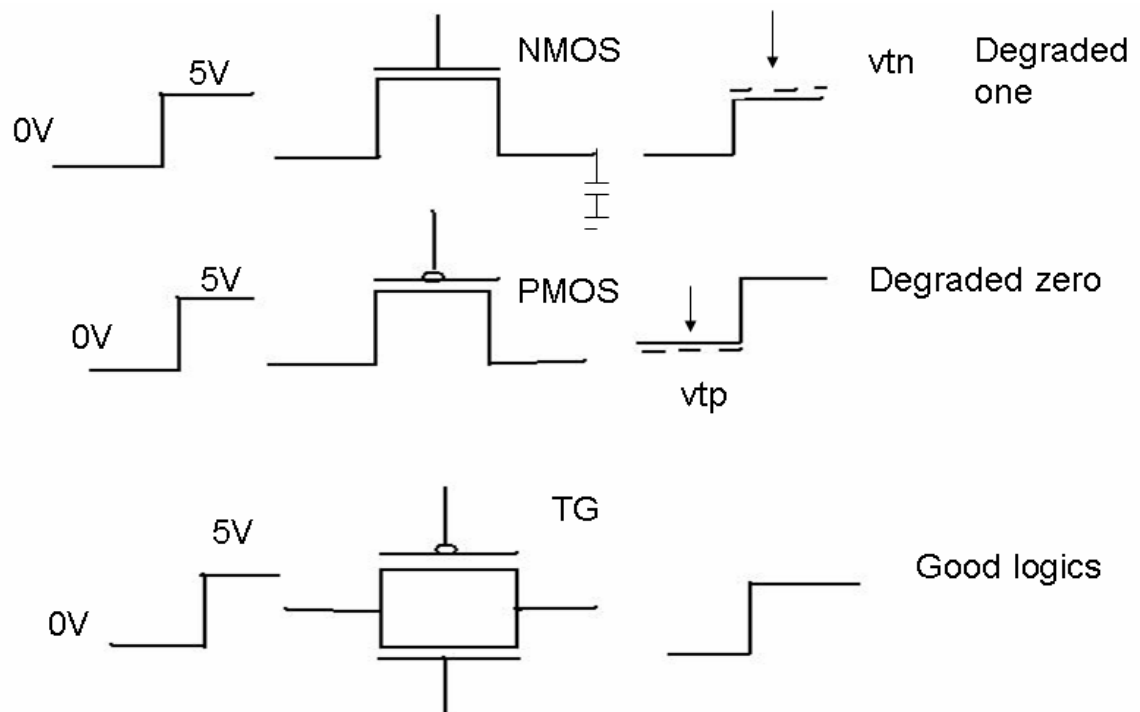 NMOS
5V
0V
vtn
Degraded
one
5V
0V
PMOS
Degraded zero
vtp
TG
5V
0V
Good logics